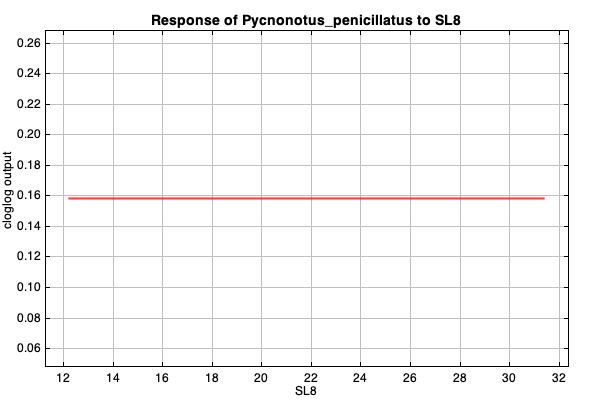 Response of Pycnonotus_penicillatus to SL8
cloglog output
0.26
0.24
0.22
0.20
0.18
0.16
0.14
0.12
0.10
0.08
0.06
12 14 16 18 20 22 24 26 28 30 32
SL8